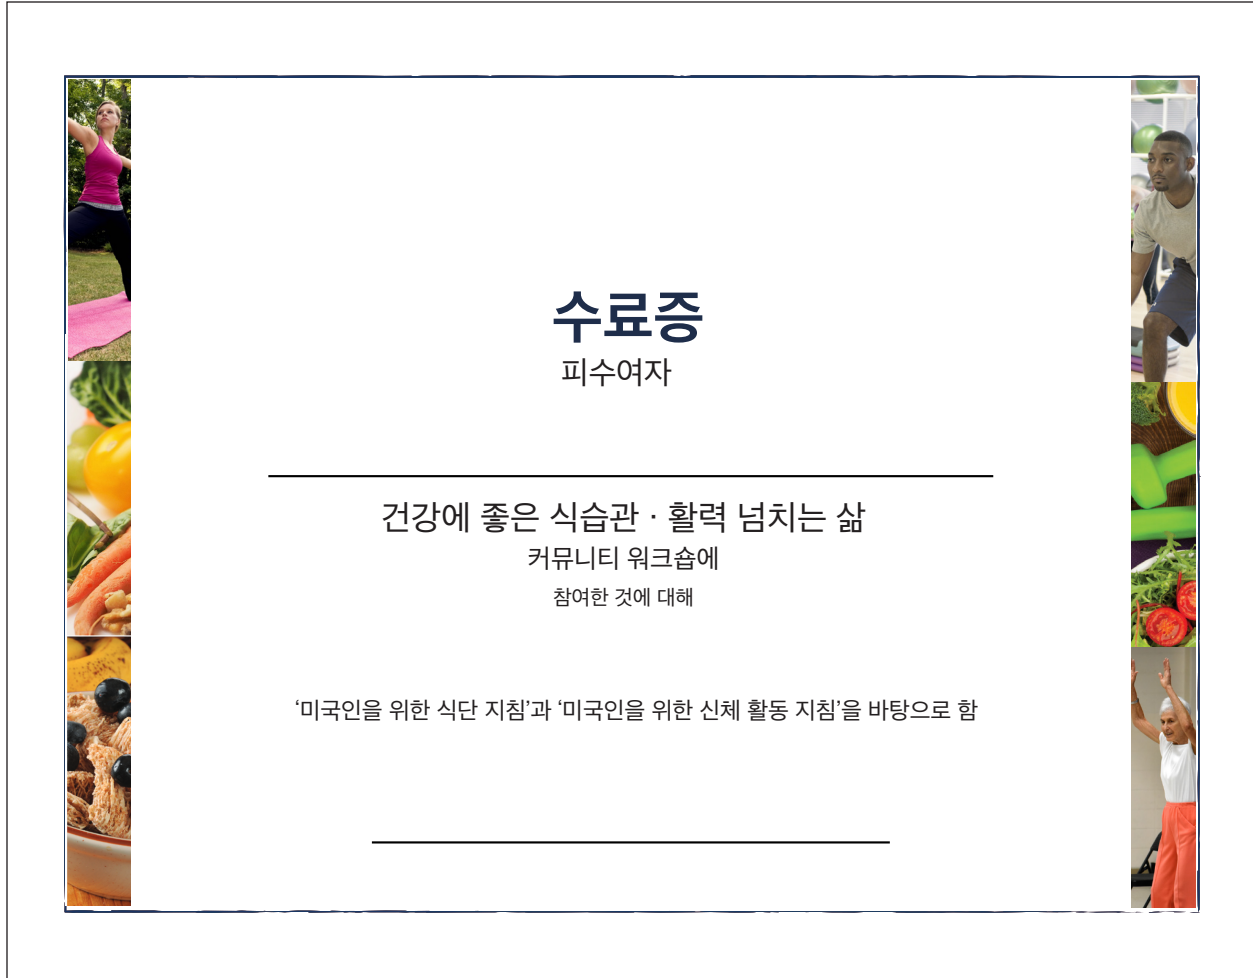 수료증
피수여자
건강에 좋은 식습관 · 활력 넘치는 삶
커뮤니티 워크숍에
참여한 것에 대해
‘미국인을 위한 식단 지침’과 ‘미국인을 위한 신체 활동 지침’을 바탕으로 함